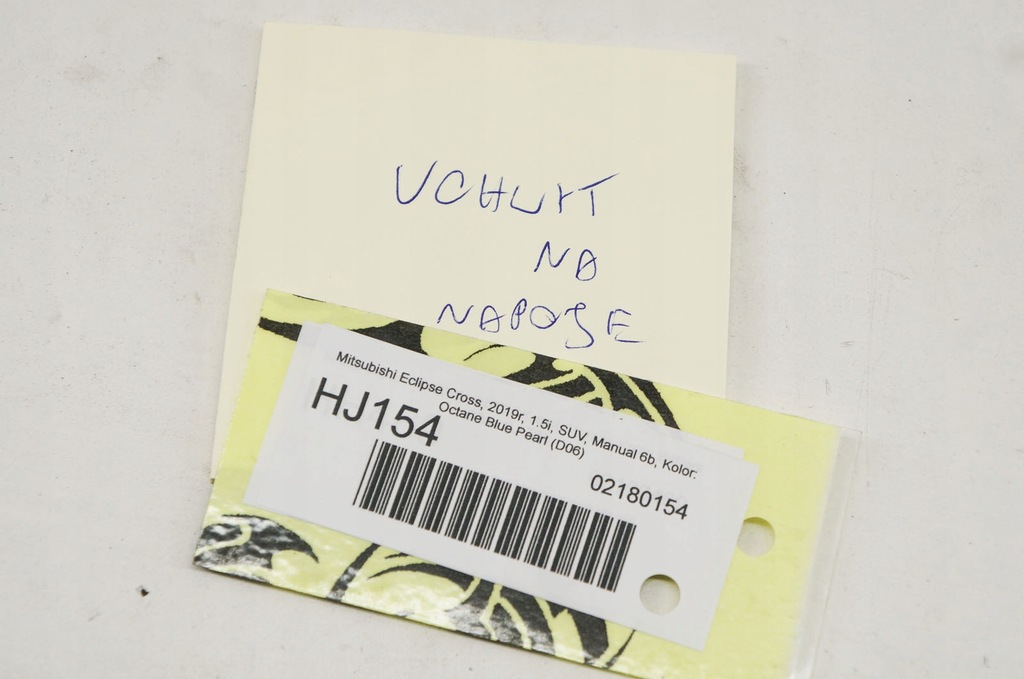 UCHWYT
NA
NAPOJE
Mitsubishi Eclipse Cross, 2019r, 1.5i, SUV, Manual 6b, Kolor:
Octane Blue Pearl (D06)
HJ154
02180154